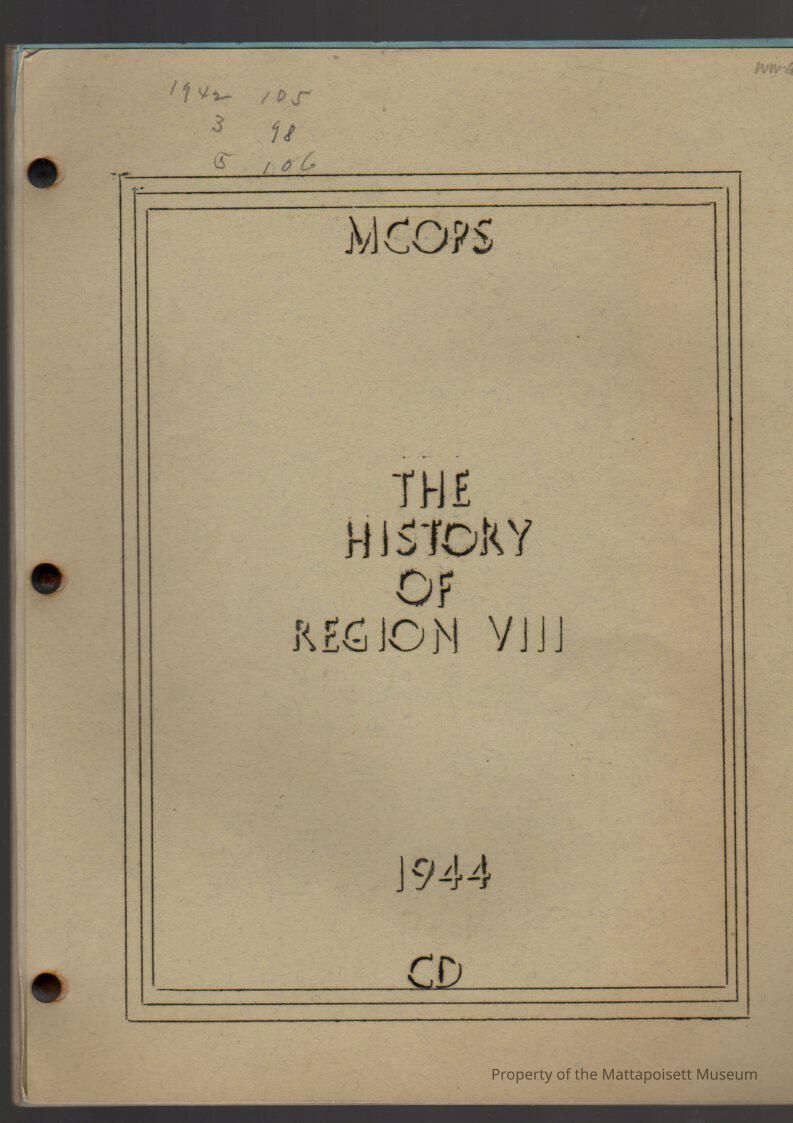 1942 105
3 98
5 106
MCOPS
THE
HISTORY
OF
REGION VIII
1944
CD
Property of the Mattapoisett Museum